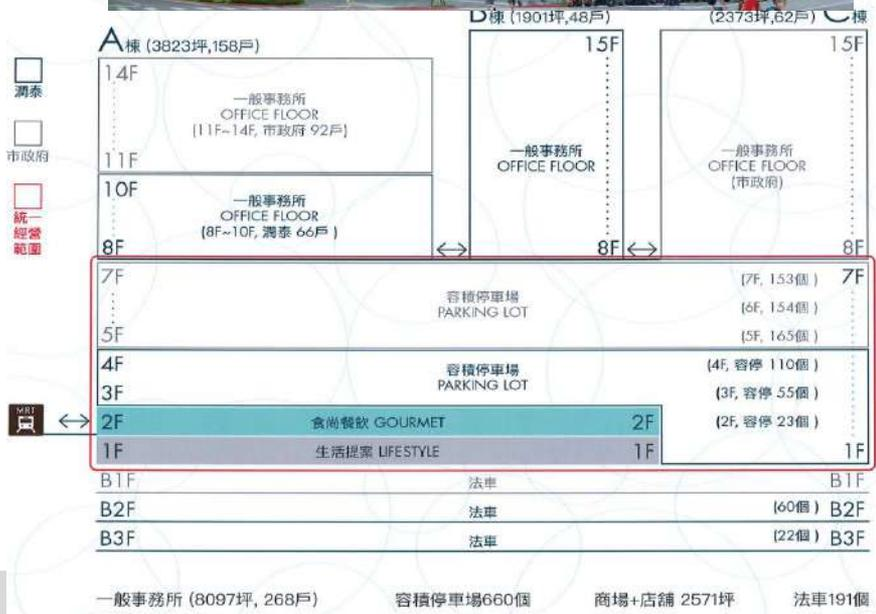 A棟 (3823坪,158戶)
B棟 (1901坪,48戶)
(2373坪,62戶) C棟
潤泰
市政府
統一
經營
範圍
14F
一般事務所
OFFICE FLOOR
(11F~14F, 市政府 92戶)
11F
10F
一般事務所
OFFICE FLOOR
(8F~10F, 潤泰 66戶)
8F
15F
一般事務所
OFFICE FLOOR
8F
15F
一般事務所
OFFICE FLOOR
(市政府)
8F
7F
容積停車場
PARKING LOT
(7F, 153個) 7F
(6F, 154個)
5F
(5F, 165個)
4F
容積停車場
PARKING LOT
(4F, 容停 110個)
3F
(3F, 容停 55個)
MRT
2F 食尚餐飲 GOURMET 2F
(2F, 容停 23個)
1F 生活提案 LIFESTYLE 1F
1F
B1F 法車 B1F
B2F 法車 (60個) B2F
B3F 法車 (22個) B3F
一般事務所 (8097坪, 268戶) 容積停車場660個 商場+店舖 2571坪 法車191個